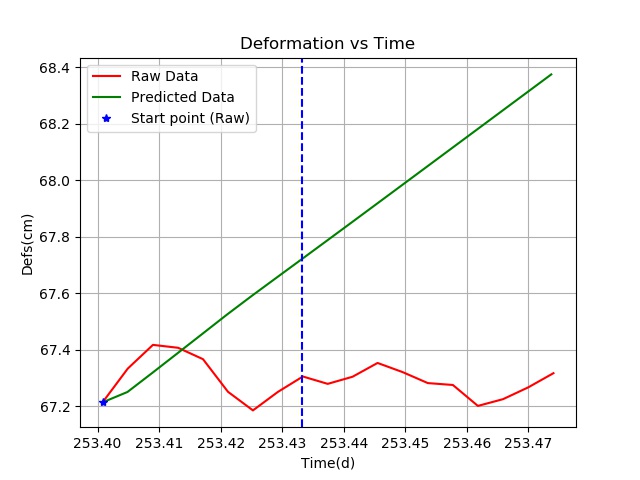 Deformation vs Time
Raw Data
Predicted Data
Start point (Raw)
68.4
68.2
68.0
67.8
67.6
67.4
67.2
Defs(cm)
253.40 253.41 253.42 253.43 253.44 253.45 253.46 253.47
Time(d)